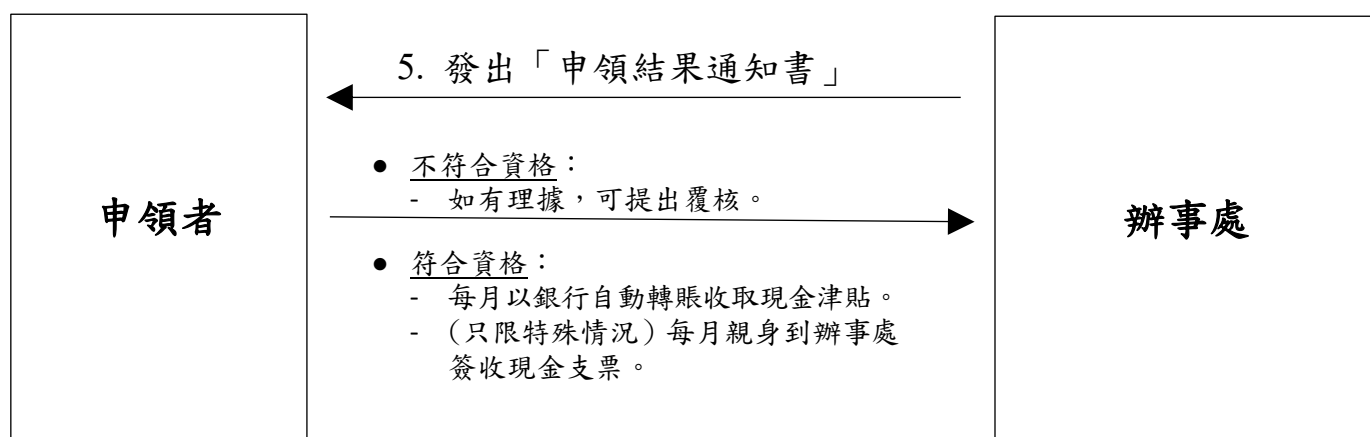 5. 發出「申領結果通知書」
申領者
● 不符合資格：
- 如有理據，可提出覆核。
● 符合資格：
- 每月以銀行自動轉賬收取現金津貼。
- (只限特殊情況) 每月親身到辦事處
簽收現金支票。
辦事處